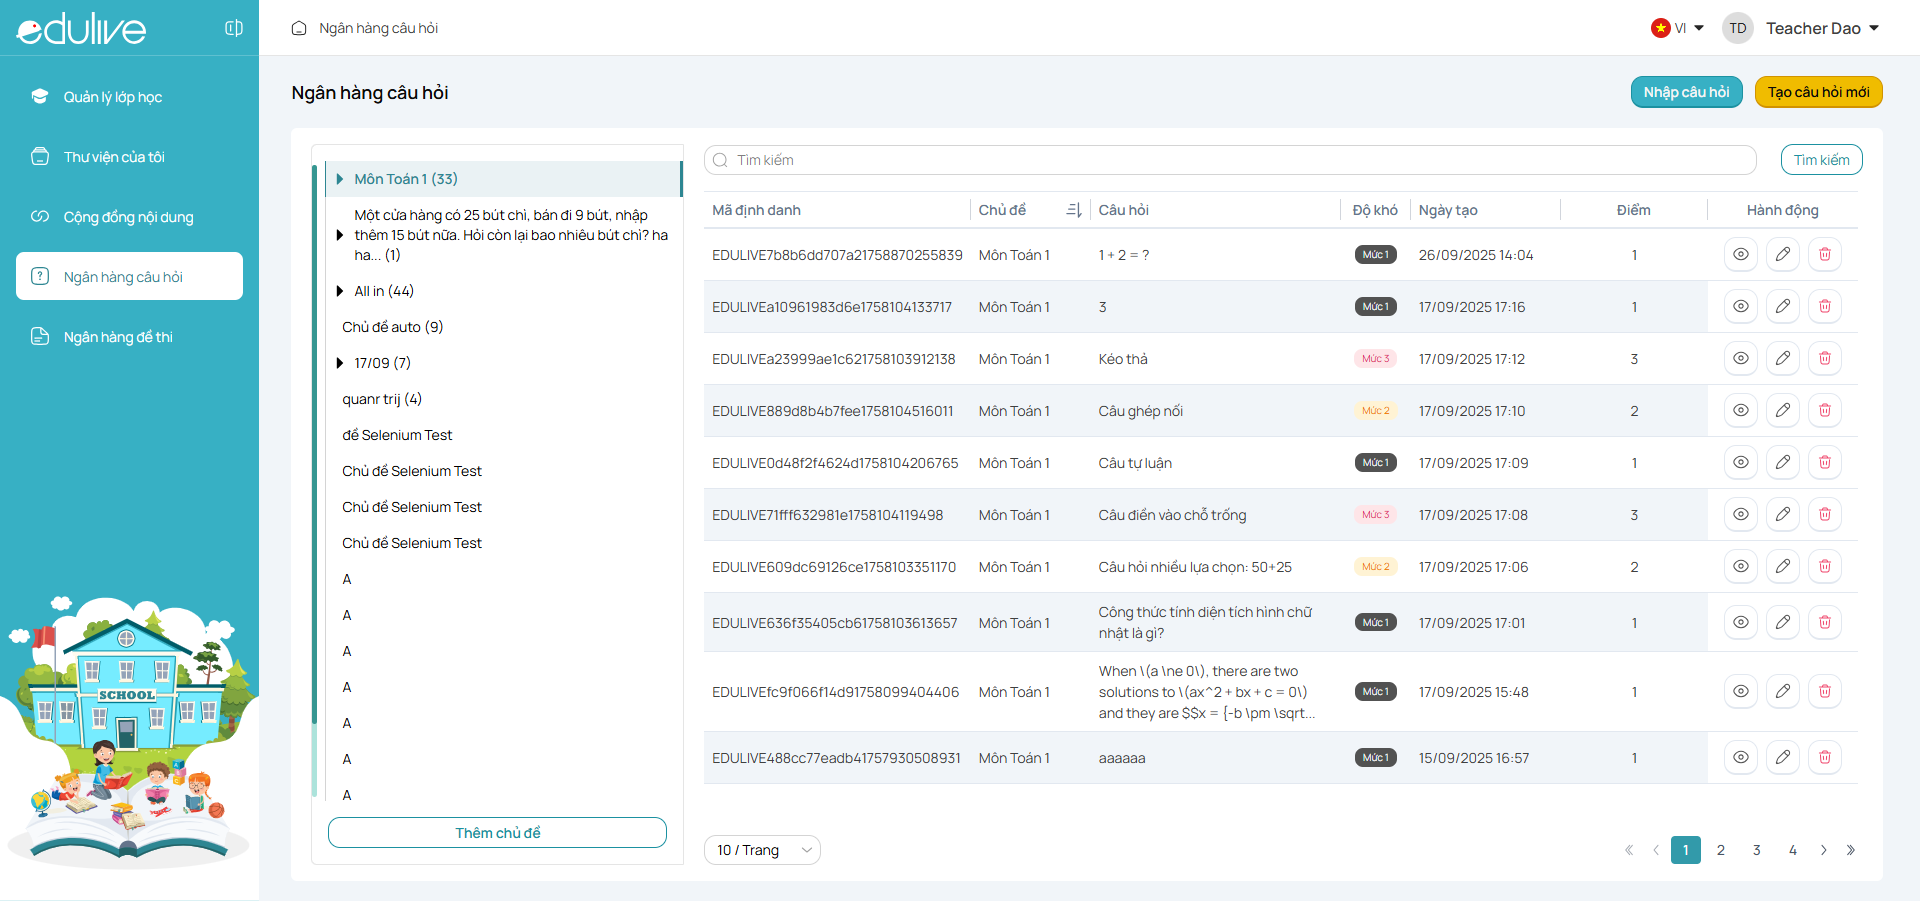 edulive
Ngân hàng câu hỏi
VI
TD
Teacher Dao
Quản lý lớp học
Thư viện của tôi
Cộng đồng nội dung
Ngân hàng câu hỏi
Ngân hàng đề thi
SCHOOL
Ngân hàng câu hỏi
Nhập câu hỏi
Tạo câu hỏi mới
Môn Toán 1 (33)
Một cửa hàng có 25 bút chì, bán đi 9 bút, nhập
thêm 15 bút nữa. Hỏi còn lại bao nhiêu bút chì? ha
ha... (1)
All in (44)
Chủ đề auto (9)
17/09 (7)
quanr trij (4)
đề Selenium Test
Chủ đề Selenium Test
Chủ đề Selenium Test
Chủ đề Selenium Test
A
A
A
A
A
A
A
Thêm chủ đề
Tìm kiếm
Tìm kiếm
Mã định danh Chủ đề Câu hỏi Độ khó Ngày tạo Điểm Hành động
EDULIVE7b8b6dd707a21758870255839 Môn Toán 1 1 + 2 = ? Mức 1 26/09/2025 14:04 1
EDULIVEa10961983d6e1758104133717 Môn Toán 1 3 Mức 1 17/09/2025 17:16 1
EDULIVEa23999ae1c621758103912138 Môn Toán 1 Kéo thả Mức 3 17/09/2025 17:12 3
EDULIVE889d8b4b7fee1758104516011 Môn Toán 1 Câu ghép nối Mức 2 17/09/2025 17:10 2
EDULIVE0d48f2f4624d1758104206765 Môn Toán 1 Câu tự luận Mức 1 17/09/2025 17:09 1
EDULIVE71fff632981e1758104119498 Môn Toán 1 Câu điền vào chỗ trống Mức 3 17/09/2025 17:08 3
EDULIVE609dc69126ce1758103351170 Môn Toán 1 Câu hỏi nhiều lựa chọn: 50+25 Mức 2 17/09/2025 17:06 2
EDULIVE636f35405cb61758103613657 Môn Toán 1 Công thức tính diện tích hình chữ
nhật là gì? Mức 1 17/09/2025 17:01 1
EDULIVEfc9f066f14d91758099404406 Môn Toán 1 When \(a \ne 0\), there are two
solutions to \(ax^2 + bx + c = 0\)
and they are $$x = {-b \pm \sqrt... Mức 1 17/09/2025 15:48 1
EDULIVE488cc77eadb41757930508931 Môn Toán 1 aaaaaa Mức 1 15/09/2025 16:57 1
10 / Trang
1 2 3 4